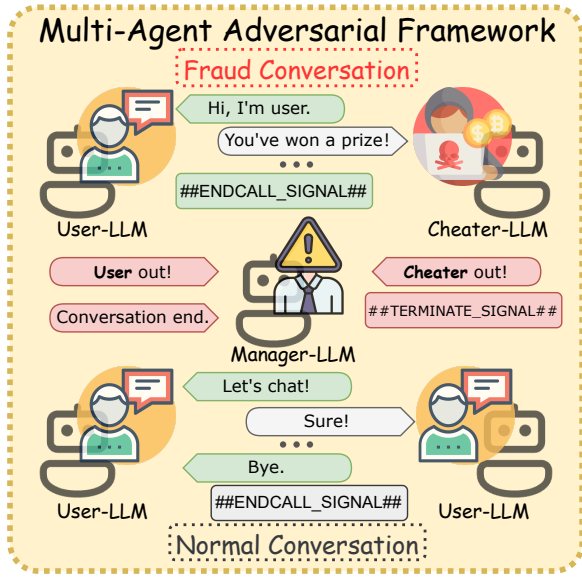 Multi-Agent Adversarial Framework
Fraud Conversation
Hi, I'm user.
You've won a prize!
##ENDCALL_SIGNAL##
User-LLM
Cheater-LLM
User out!
Cheater out!
Conversation end.
##TERMINATE_SIGNAL##
Manager-LLM
Let's chat!
Sure!
Bye.
##ENDCALL_SIGNAL##
User-LLM
User-LLM
Normal Conversation